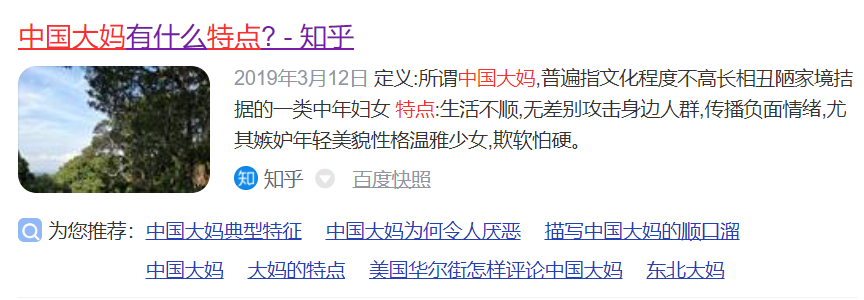 中国大妈有什么特点? - 知乎
2019年3月12日 定义:所谓中国大妈,普遍指文化程度不高长相丑陋家境拮
据的一类中年妇女 特点:生活不顺,无差别攻击身边人群,传播负面情绪,尤
其嫉妒年轻美貌性格温雅少女,欺软怕硬。
知 知乎 百度快照
为您推荐: 中国大妈典型特征 中国大妈为何令人厌恶 描写中国大妈的顺口溜
中国大妈 大妈的特点 美国华尔街怎样评论中国大妈 东北大妈